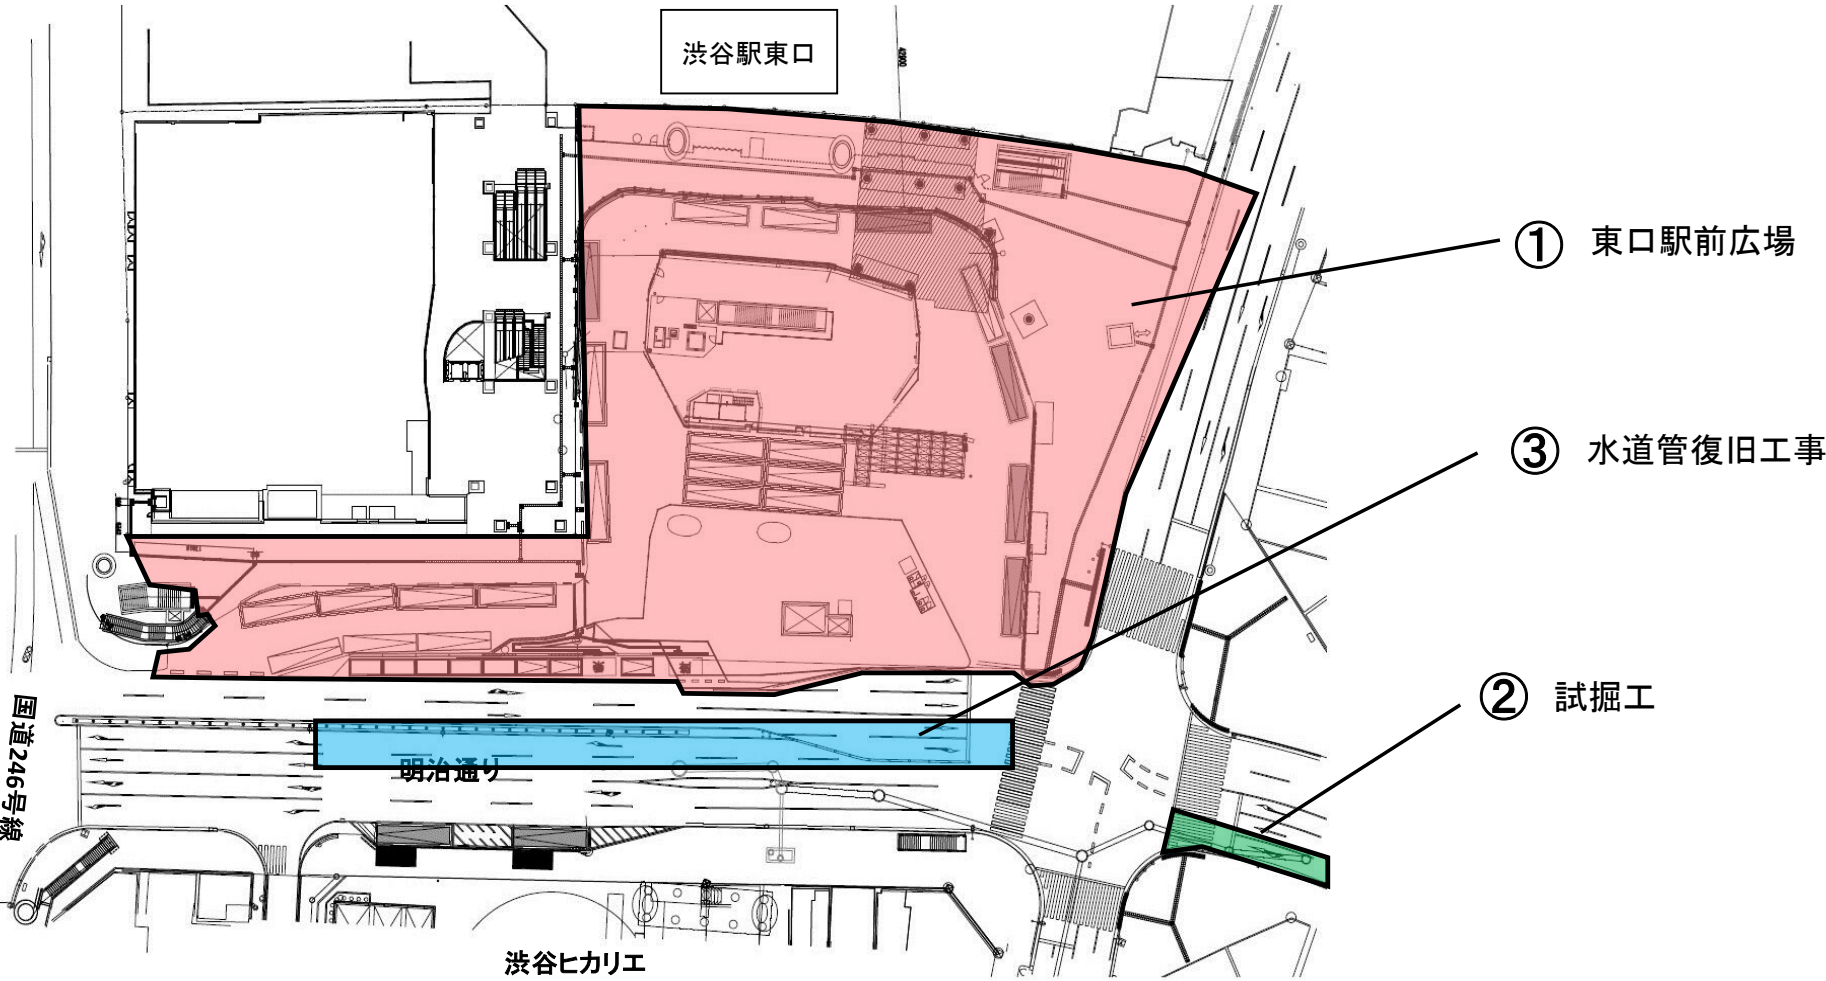 渋谷駅東口
42900
① 東口駅前広場
③ 水道管復旧工事
② 試掘工
国道246号線
明治通り
渋谷ヒカリエ